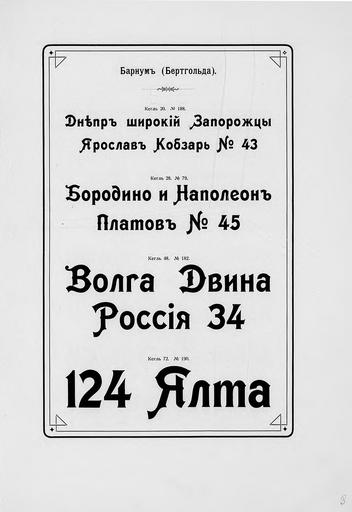 Барнумъ (Бертгольда).
Кегль 20. № 188.
Днѣпръ широкій Запорожцы
Ярославъ Кобзарь № 43
Кегль 28. № 79.
Бородино и Наполеонъ
Платовъ № 45
Кегль 48. № 182.
Волга Двина
Россія 34
Кегль 72. № 190.
124 Ялта